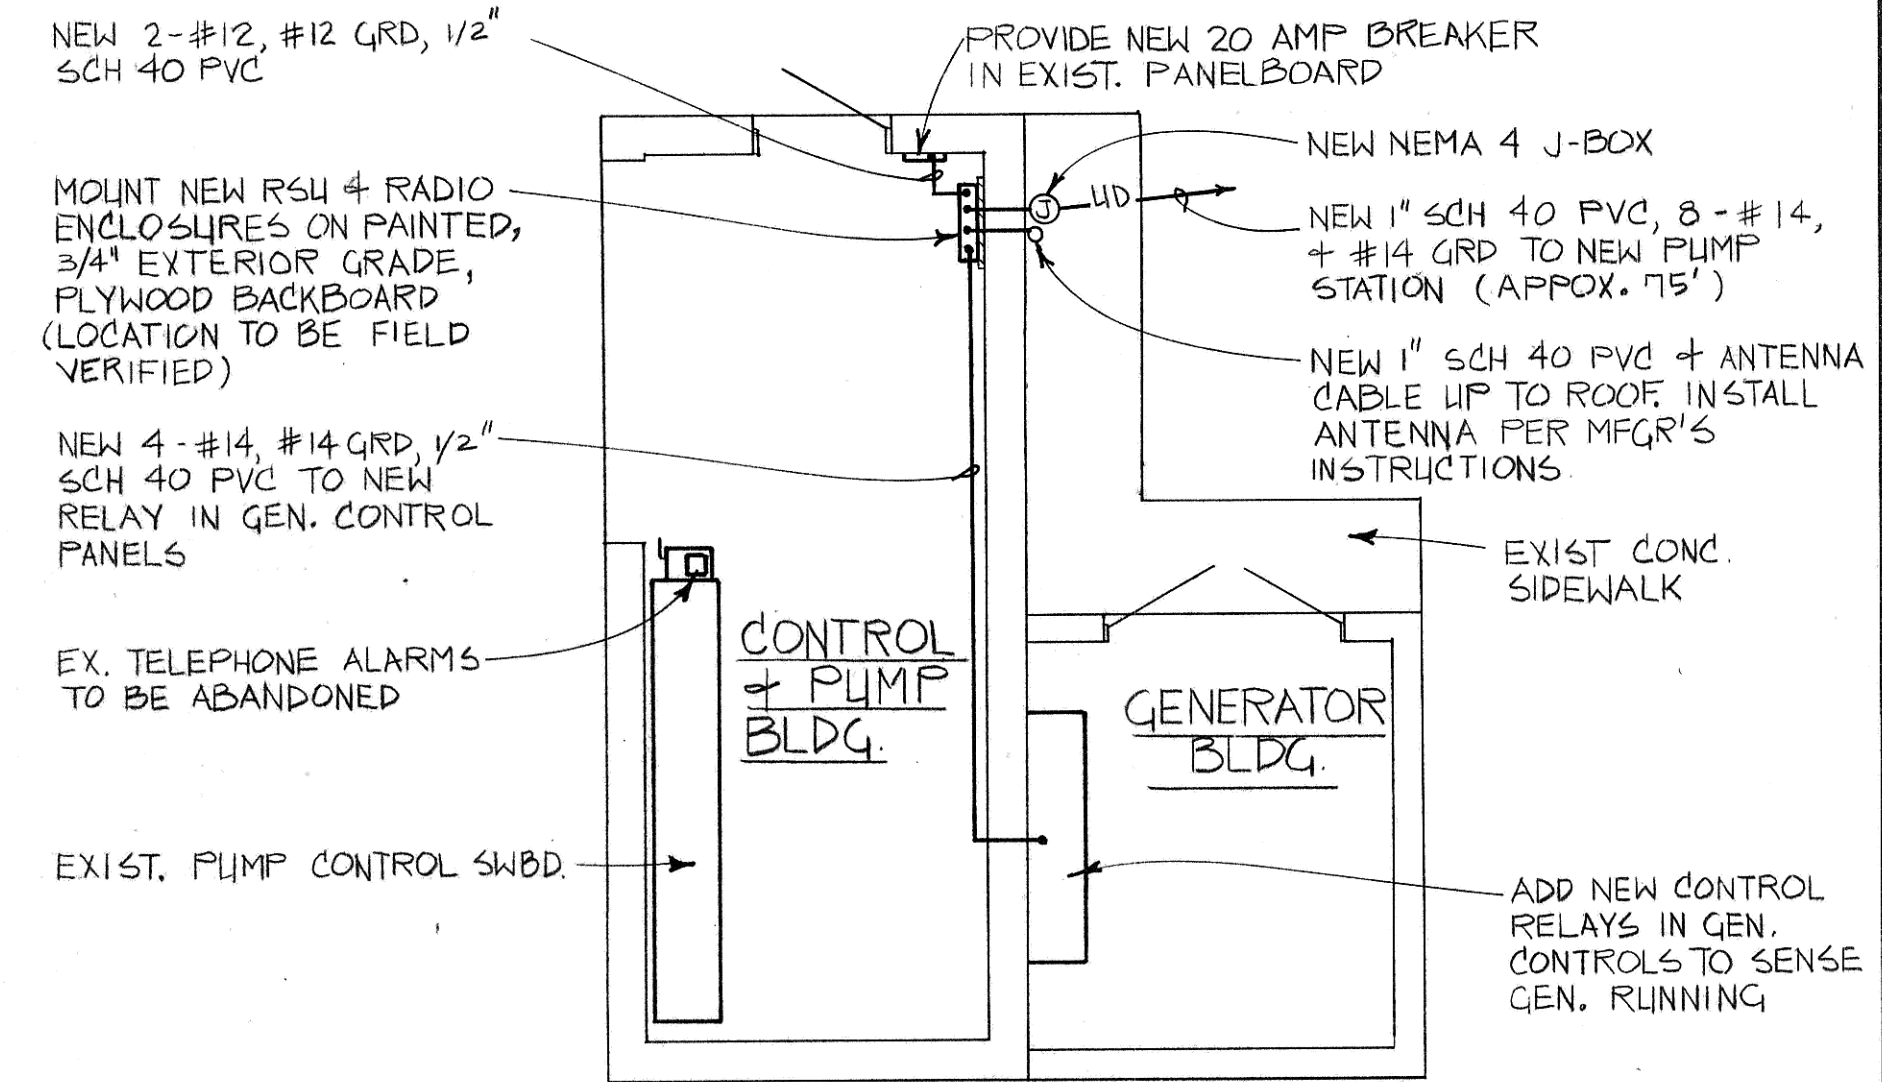 NEW 2-#12, #12 GRD, 1/2"
SCH 40 PVC
PROVIDE NEW 20 AMP BREAKER
IN EXIST. PANELBOARD
MOUNT NEW RSU & RADIO
ENCLOSURES ON PAINTED,
3/4" EXTERIOR GRADE,
PLYWOOD BACKBOARD
(LOCATION TO BE FIELD
VERIFIED)
NEW 4-#14, #14 GRD, 1/2"
SCH 40 PVC TO NEW
RELAY IN GEN. CONTROL
PANELS
EX. TELEPHONE ALARMS
TO BE ABANDONED
EXIST. PUMP CONTROL SWBD.
CONTROL
& PUMP
BLDG.
J
UD
NEW NEMA 4 J-BOX
NEW 1" SCH 40 PVC, 8-#14,
& #14 GRD TO NEW PUMP
STATION (APPOX. 75')
NEW 1" SCH 40 PVC & ANTENNA
CABLE UP TO ROOF. INSTALL
ANTENNA PER MFGR'S
INSTRUCTIONS.
EXIST CONC.
SIDEWALK
GENERATOR
BLDG.
ADD NEW CONTROL
RELAYS IN GEN.
CONTROLS TO SENSE
GEN. RUNNING